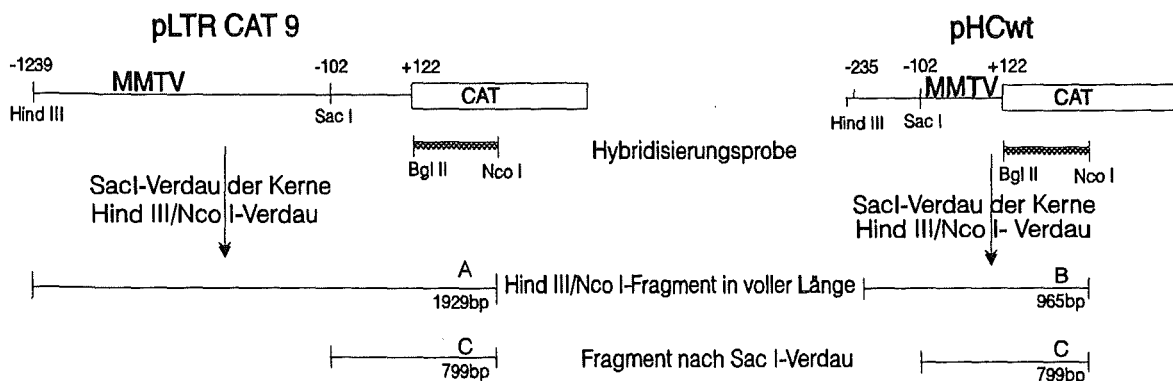 pLTR CAT 9
pHCwt
-1239
MMTV
-102
+122
CAT
Hind III
Sac I
-235
-102
+122
MMTV
CAT
Hind III
Sac I
Hybridisierungsprobe
Bgl II
Nco I
Bgl II
Nco I
SacI-Verdau der Kerne
Hind III/Nco I-Verdau
SacI-Verdau der Kerne
Hind III/Nco I- Verdau
A
1929bp
Hind III/Nco I-Fragment in voller Länge
B
965bp
C
799bp
Fragment nach Sac I-Verdau
C
799bp